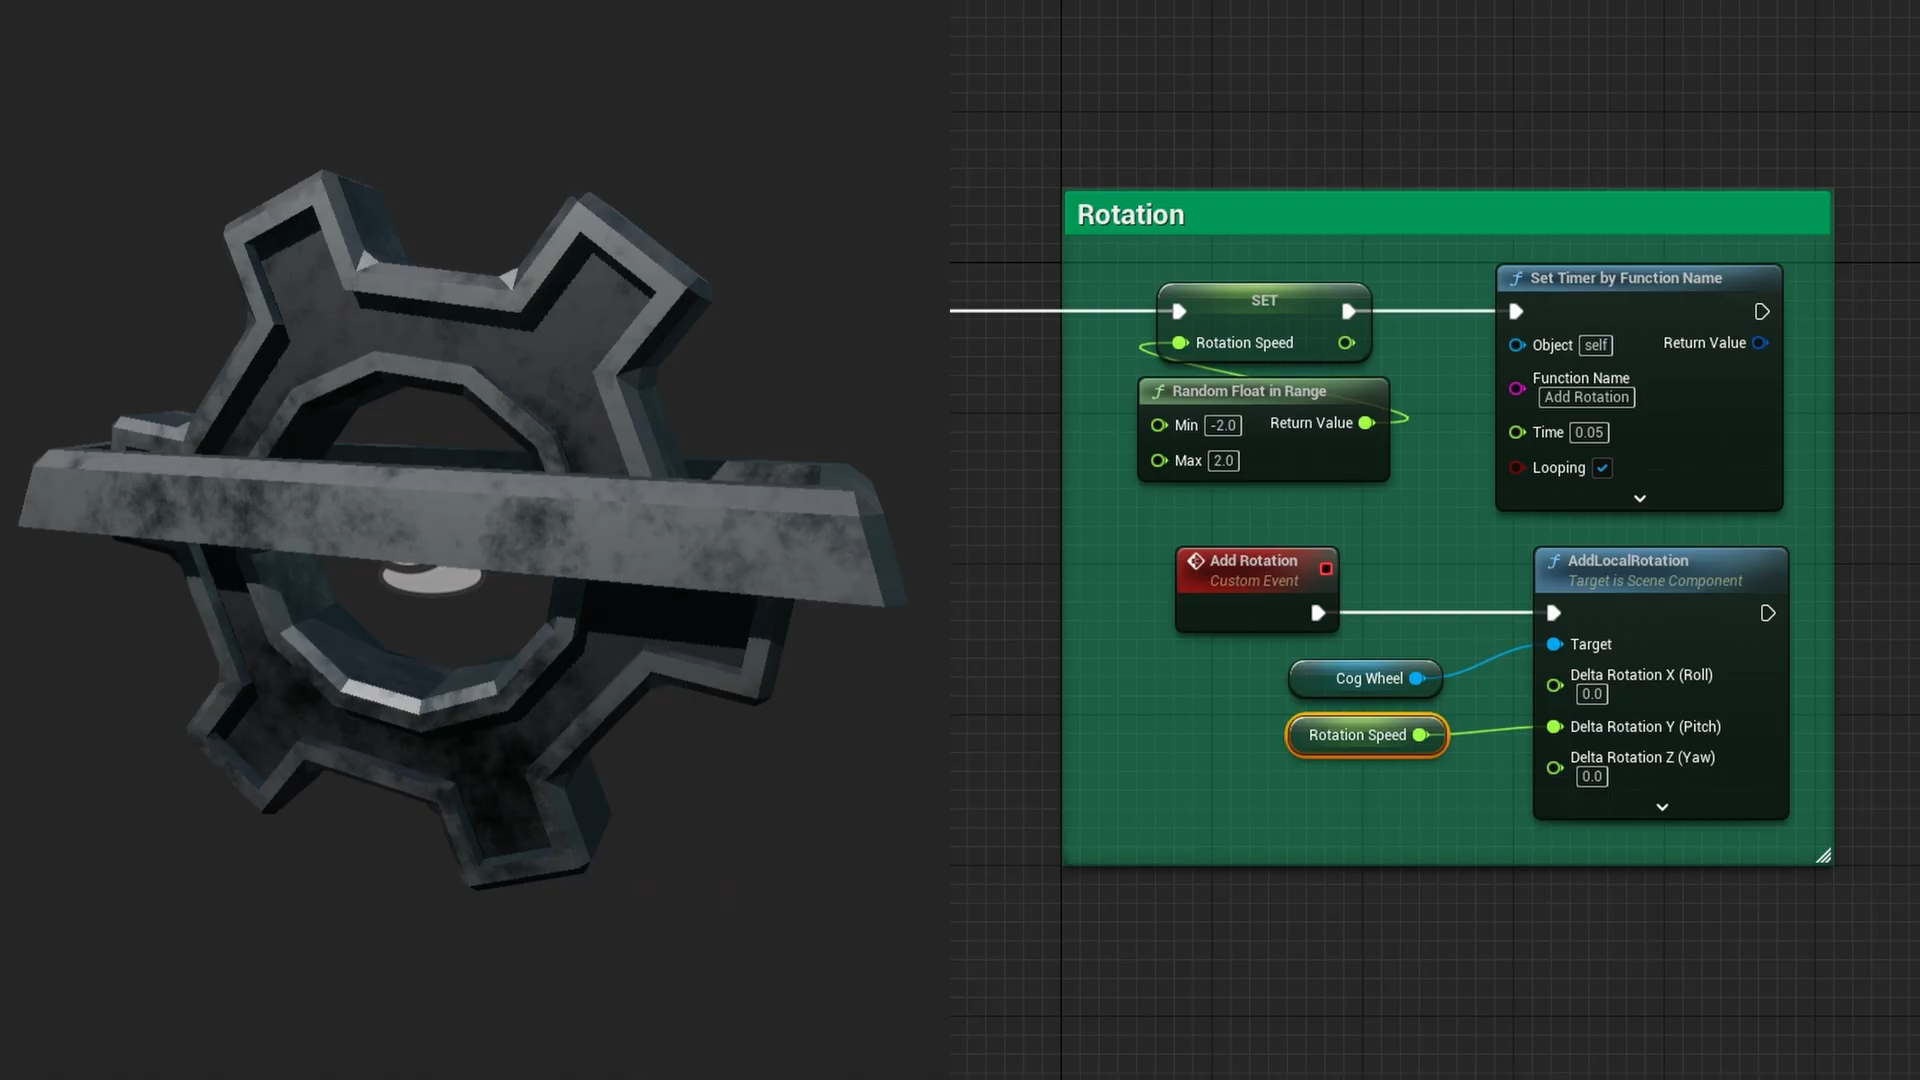 Rotation
SET
Rotation Speed
Random Float in Range
Min -2.0 Return Value
Max 2.0
Set Timer by Function Name
Object self Return Value
Function Name
Add Rotation
Time 0.05
Looping
Add Rotation
Custom Event
Cog Wheel
Rotation Speed
AddLocalRotation
Target is Scene Component
Target
Delta Rotation X (Roll)
0.0
Delta Rotation Y (Pitch)
Delta Rotation Z (Yaw)
0.0